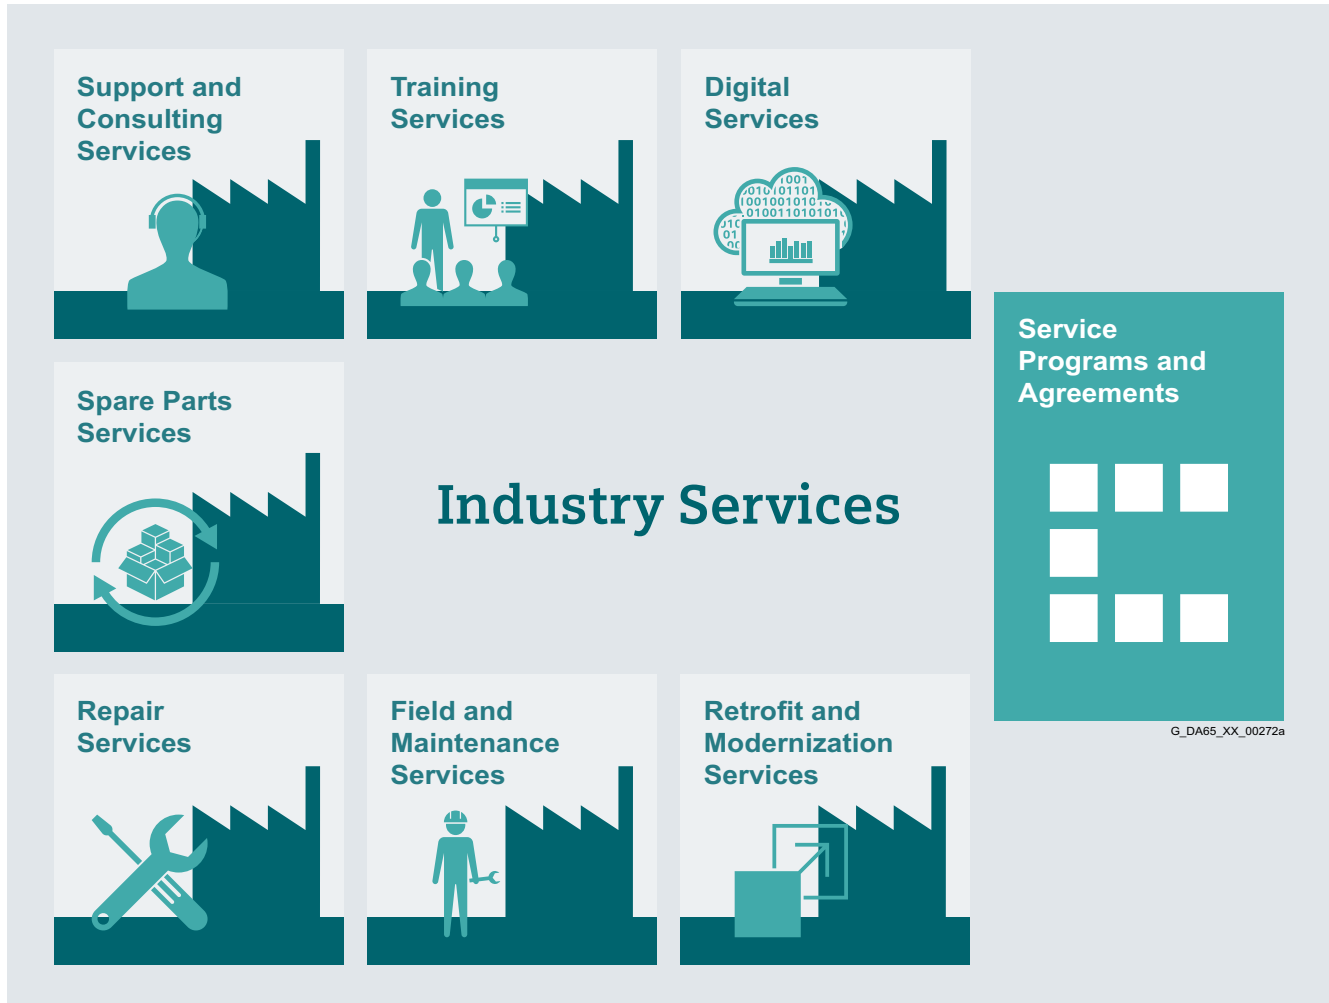 Support and
Consulting
Services
Training
Services
Digital
Services
Service
Programs and
Agreements
Spare Parts
Services
Industry Services
Repair
Services
Field and
Maintenance
Services
Retrofit and
Modernization
Services
G_DA65_XX_00272a